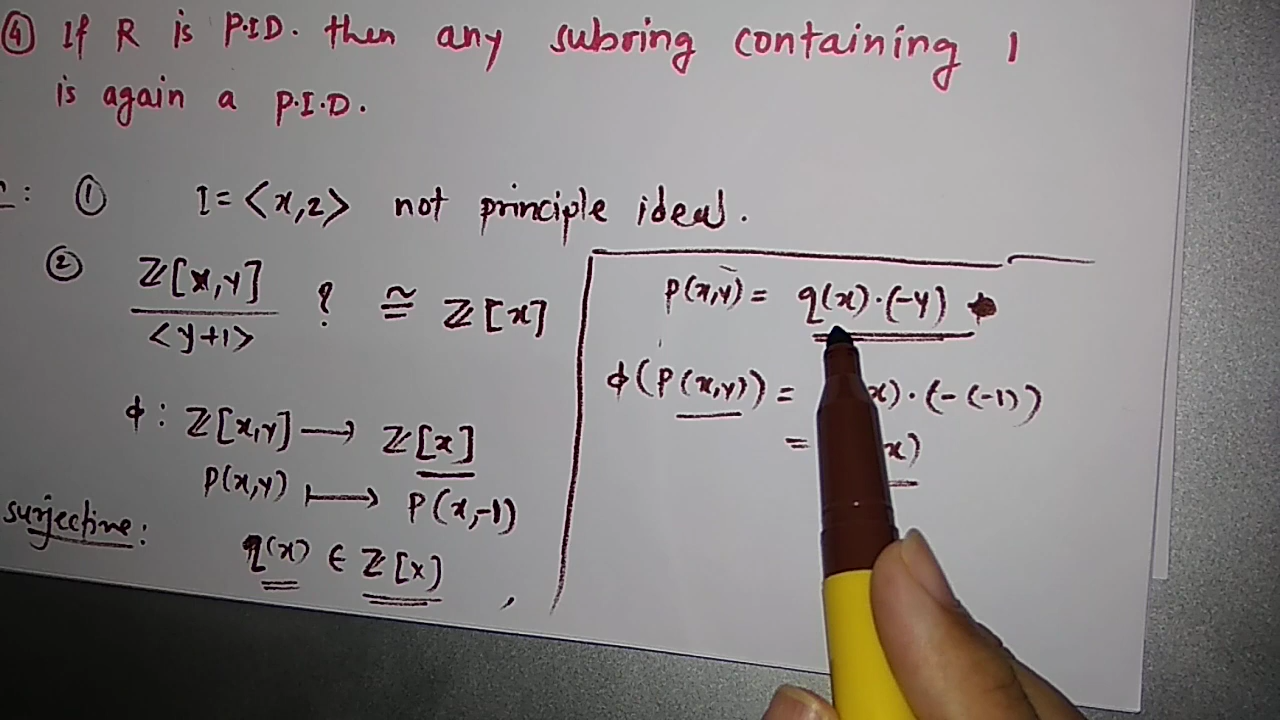 ④ If R is P.I.D. then any subring containing 1
is again a P.I.D.
: ① I = <x,2> not principle ideal.
② Z[x,y] / <y+1> ? ≅ Z[x]
ϕ : Z[x,y] → Z[x]
P(x,y) ↦ P(x,-1)
surjective:
q(x) ∈ Z[x] ,
p(x,y) = q(x)·(-y)
ϕ(P(x,y)) = x)·(-(-1))
= x)